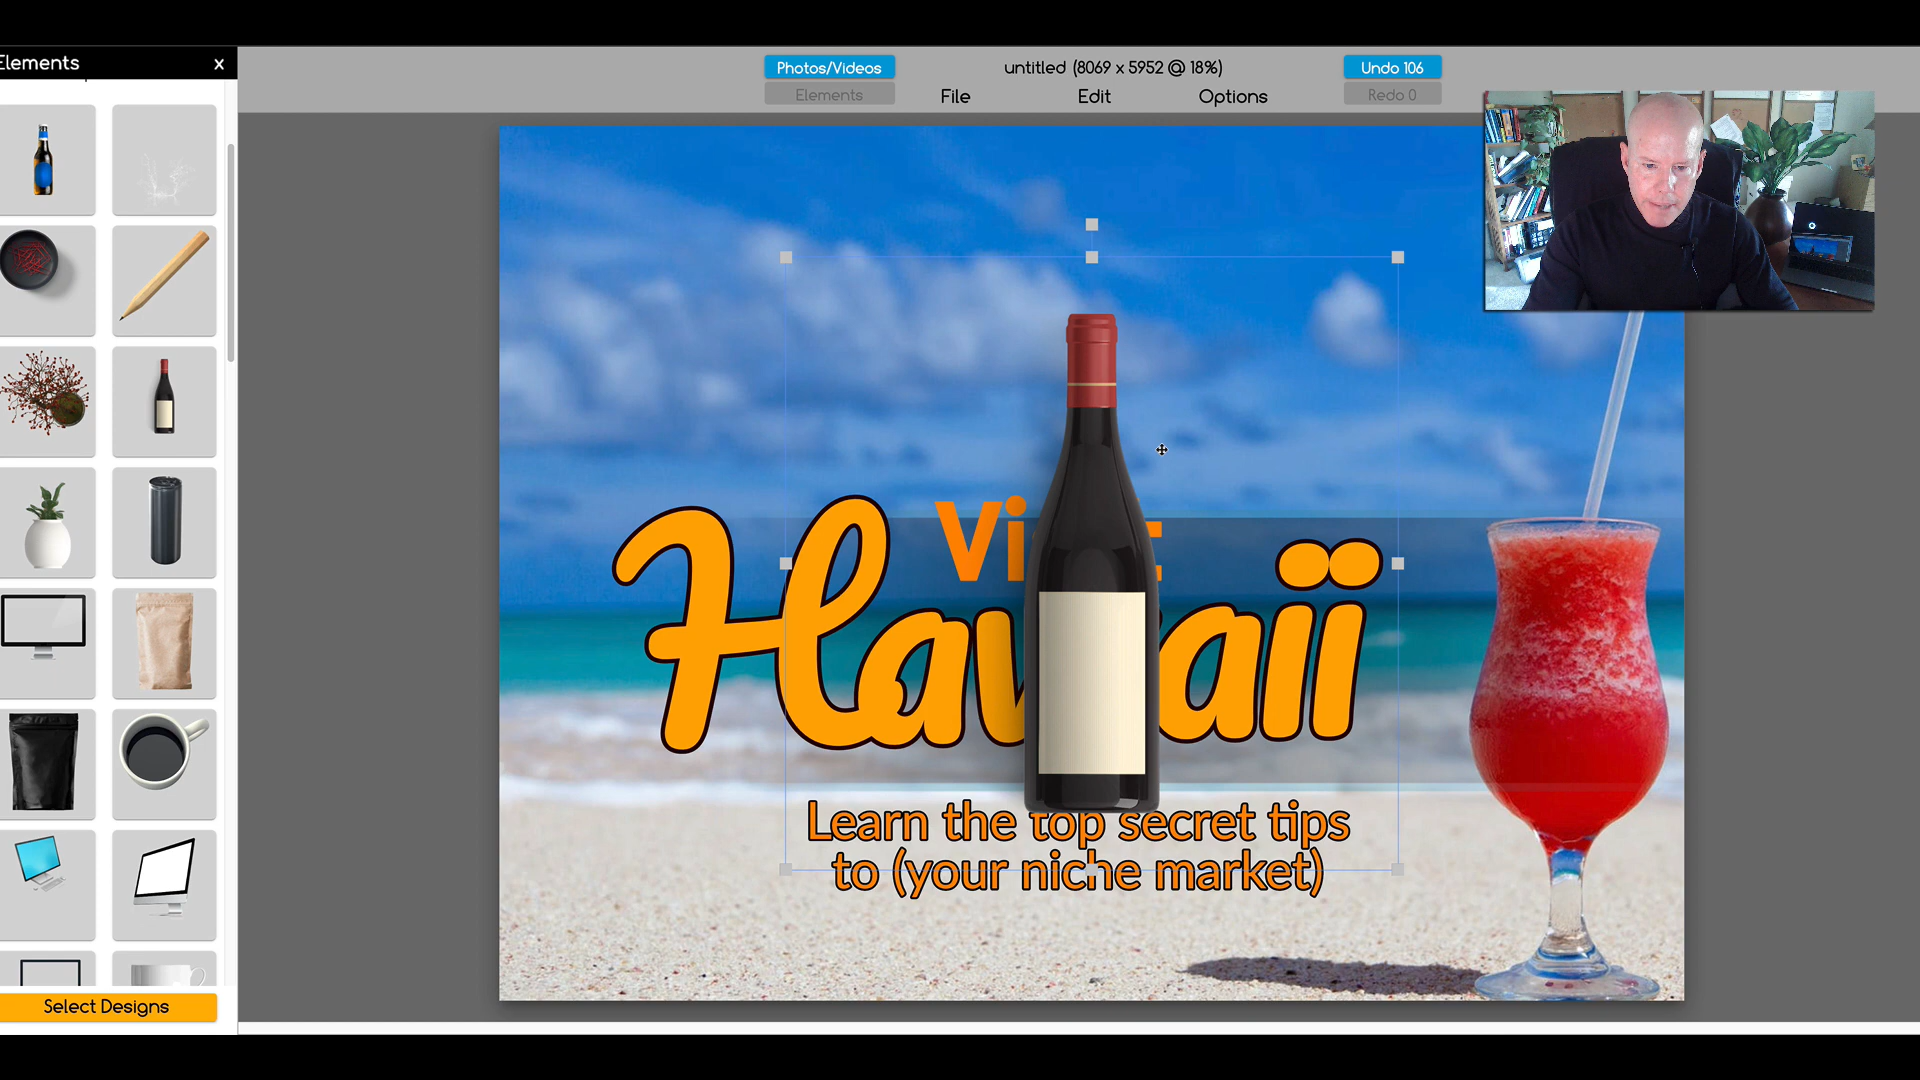 Elements
x
Photos/Videos
Elements
untitled (8069 x 5952 @ 18%)
File
Edit
Options
Undo 106
Redo 0
Learn the top secret tips
to (your niche market)
Select Designs